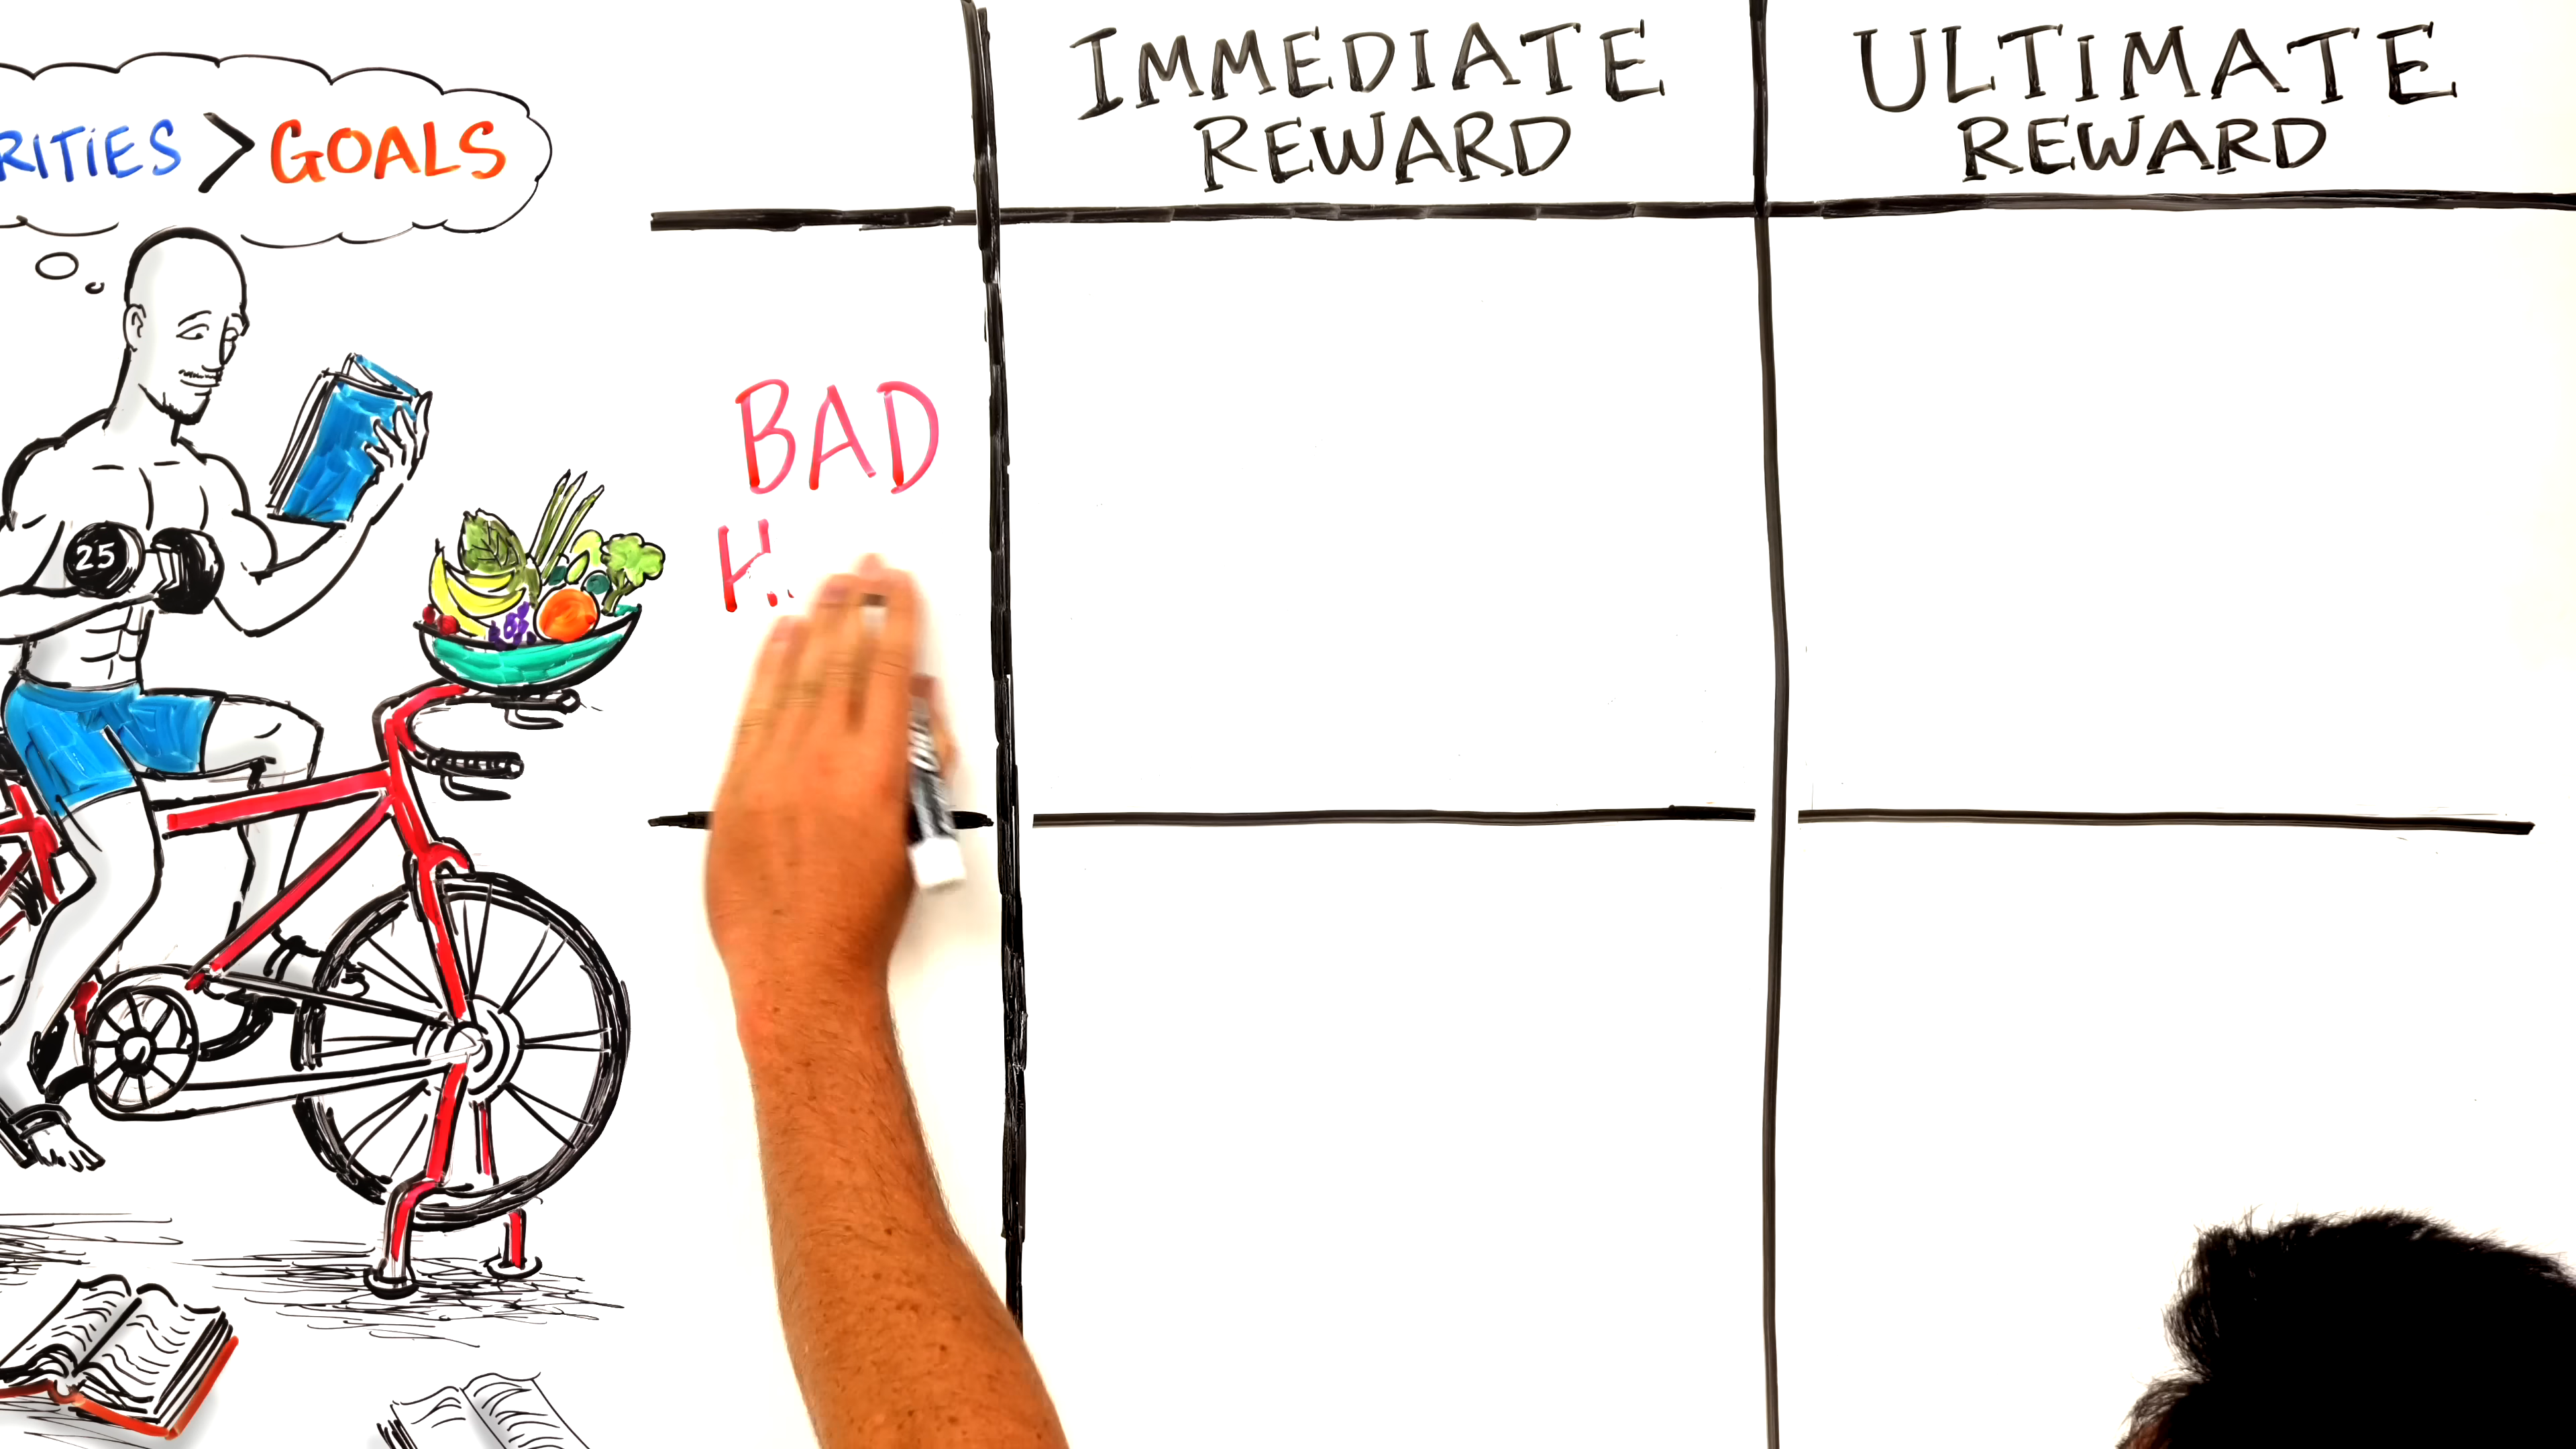 RITIES > GOALS
IMMEDIATE
REWARD
ULTIMATE
REWARD
BAD
H
25